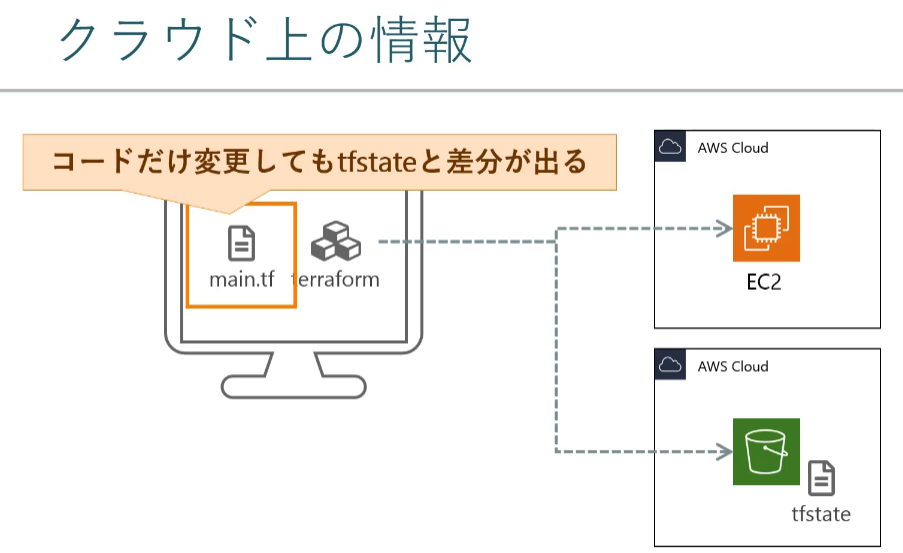 クラウド上の情報
コードだけ変更してもtfstateと差分が出る
AWS Cloud
main.tf
terraform
EC2
AWS Cloud
tfstate